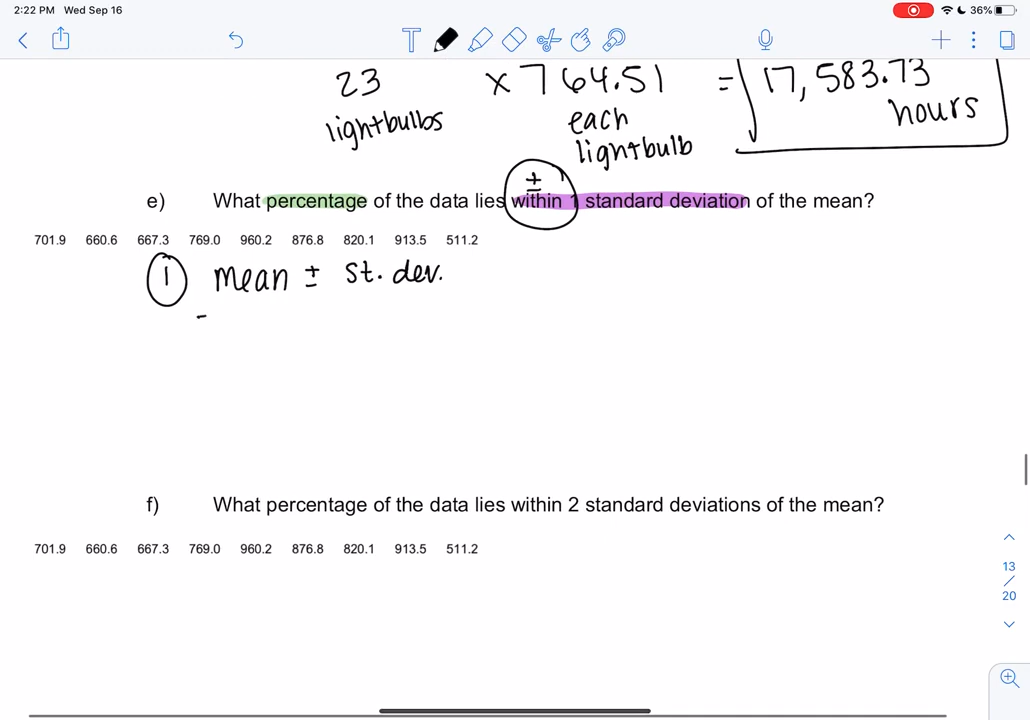 2:22 PM Wed Sep 16
36%
T
23 x 764.51 = 17,583.73
lightbulbs each lightbulb hours
±
e) What percentage of the data lies within 1 standard deviation of the mean?
701.9 660.6 667.3 769.0 960.2 876.8 820.1 913.5 511.2
1 mean ± st. dev.
f) What percentage of the data lies within 2 standard deviations of the mean?
701.9 660.6 667.3 769.0 960.2 876.8 820.1 913.5 511.2
13
/
20